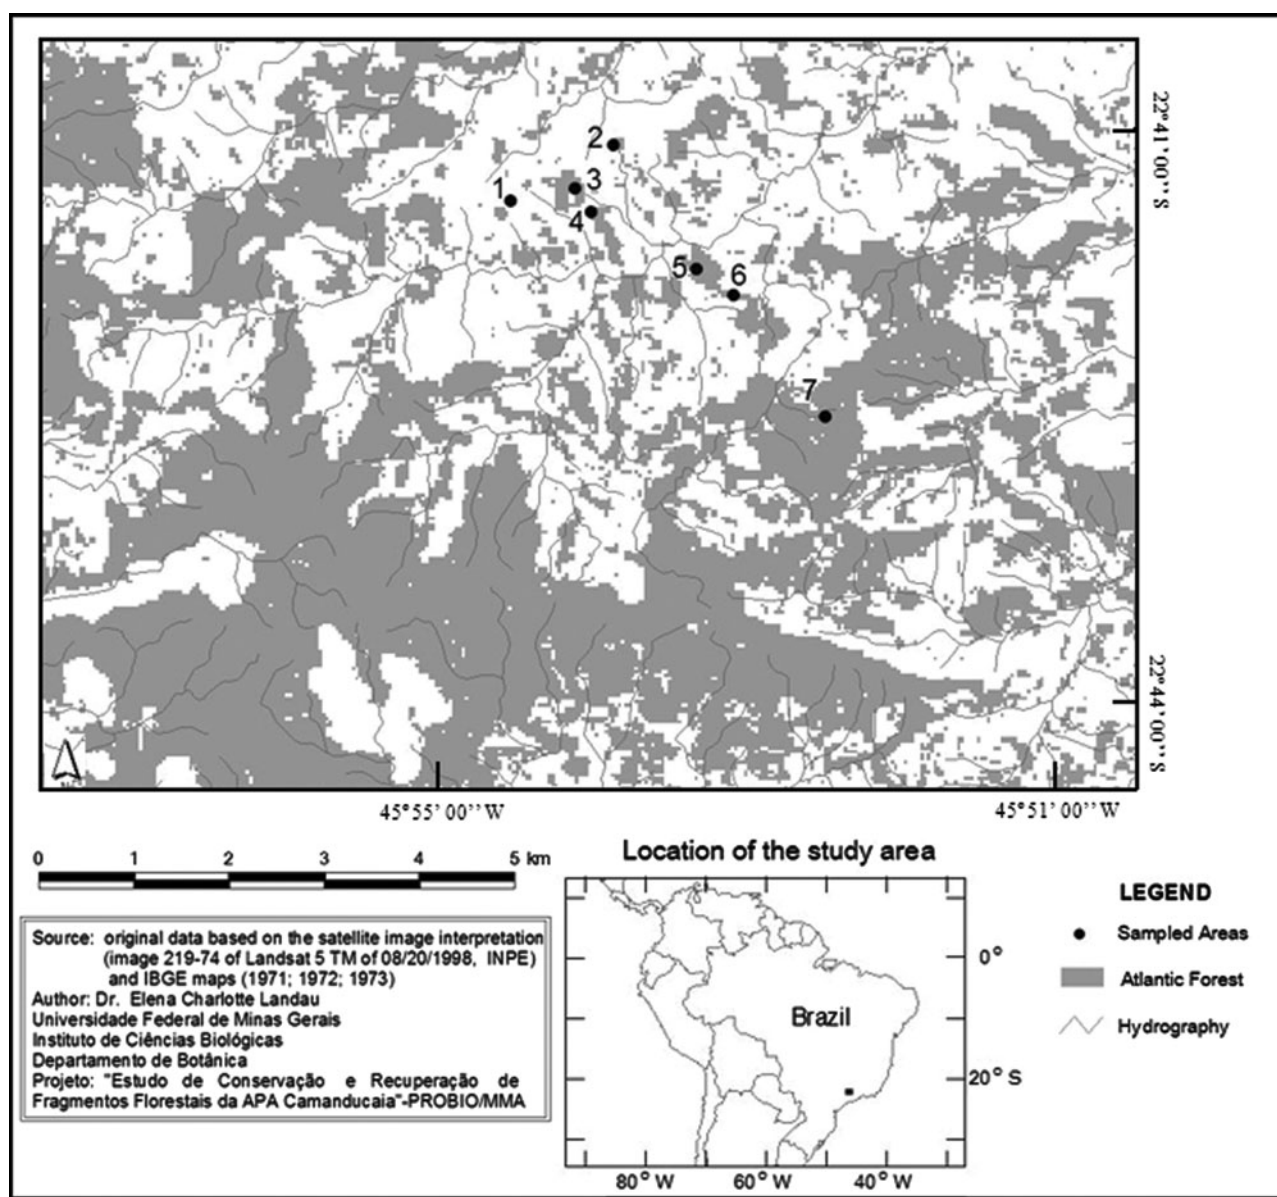 1
2
3
4
5
6
7
22°41'00''S
22°44'00''S
45°55'00''W
45°51'00''W
0 1 2 3 4 5 km
Source: original data based on the satellite image interpretation
(image 219-74 of Landsat 5 TM of 08/20/1998, INPE)
and IBGE maps (1971; 1972; 1973)
Author: Dr. Elena Charlotte Landau
Universidade Federal de Minas Gerais
Instituto de Ciências Biológicas
Departamento de Botânica
Projeto: "Estudo de Conservação e Recuperação de
Fragmentos Florestais da APA Camanducaia"-PROBIO/MMA
Location of the study area
Brazil
0°
20° S
80° W 60° W 40° W
LEGEND
Sampled Areas
Atlantic Forest
Hydrography